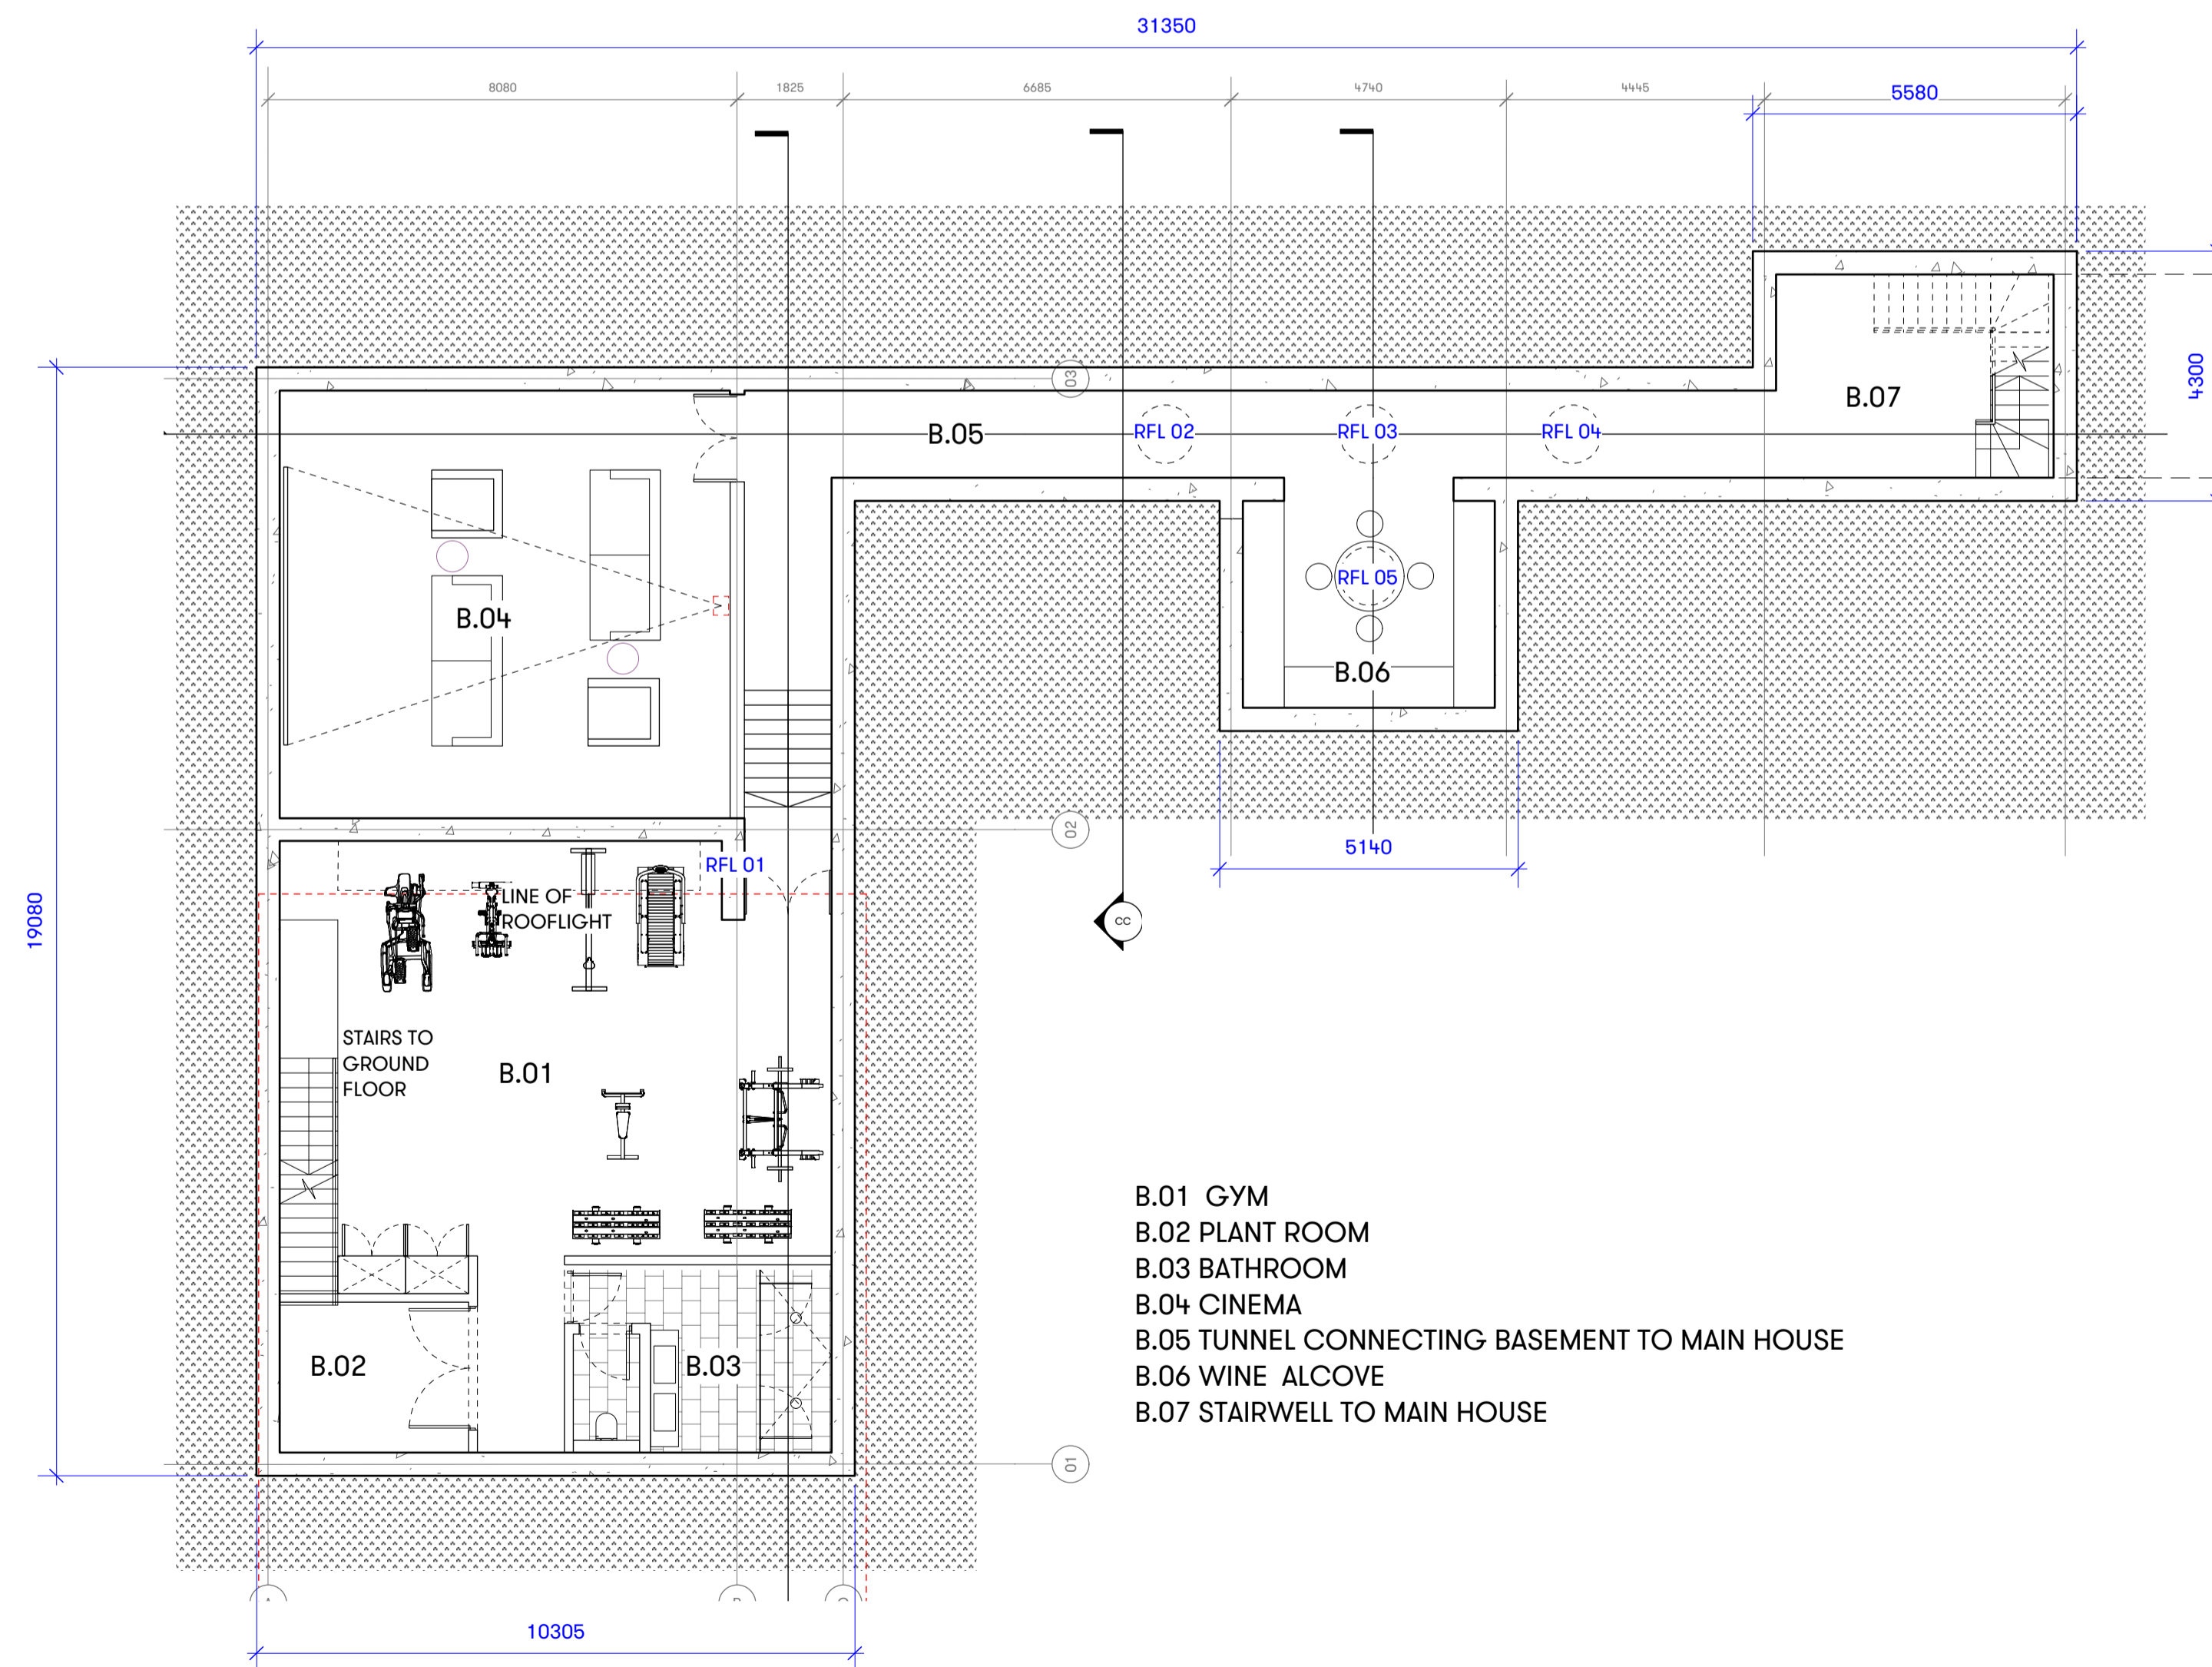 31350
8080
1825
6685
4740
4445
5580
4300
03
B.07
B.05
RFL 02
RFL 03
RFL 04
RFL 05
B.04
B.06
02
5140
RFL 01
LINE OF
ROOFLIGHT
19080
CC
STAIRS TO
GROUND
FLOOR
B.01
B.02
B.03
B.01 GYM
B.02 PLANT ROOM
B.03 BATHROOM
B.04 CINEMA
B.05 TUNNEL CONNECTING BASEMENT TO MAIN HOUSE
B.06 WINE ALCOVE
B.07 STAIRWELL TO MAIN HOUSE
01
10305